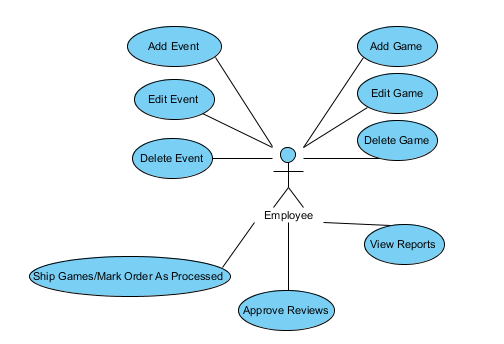 Add Event
Add Game
Edit Event
Edit Game
Delete Event
Delete Game
Employee
View Reports
Ship Games/Mark Order As Processed
Approve Reviews